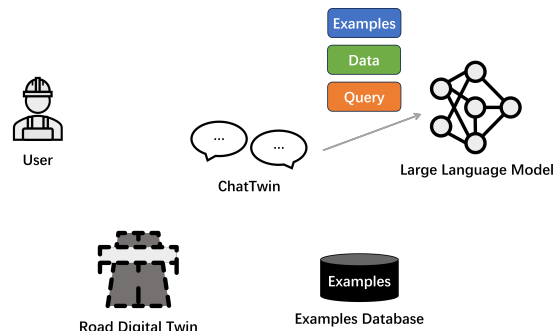 Examples
Data
Query
User
...
...
ChatTwin
Large Language Model
Examples
Road Digital Twin
Examples Database